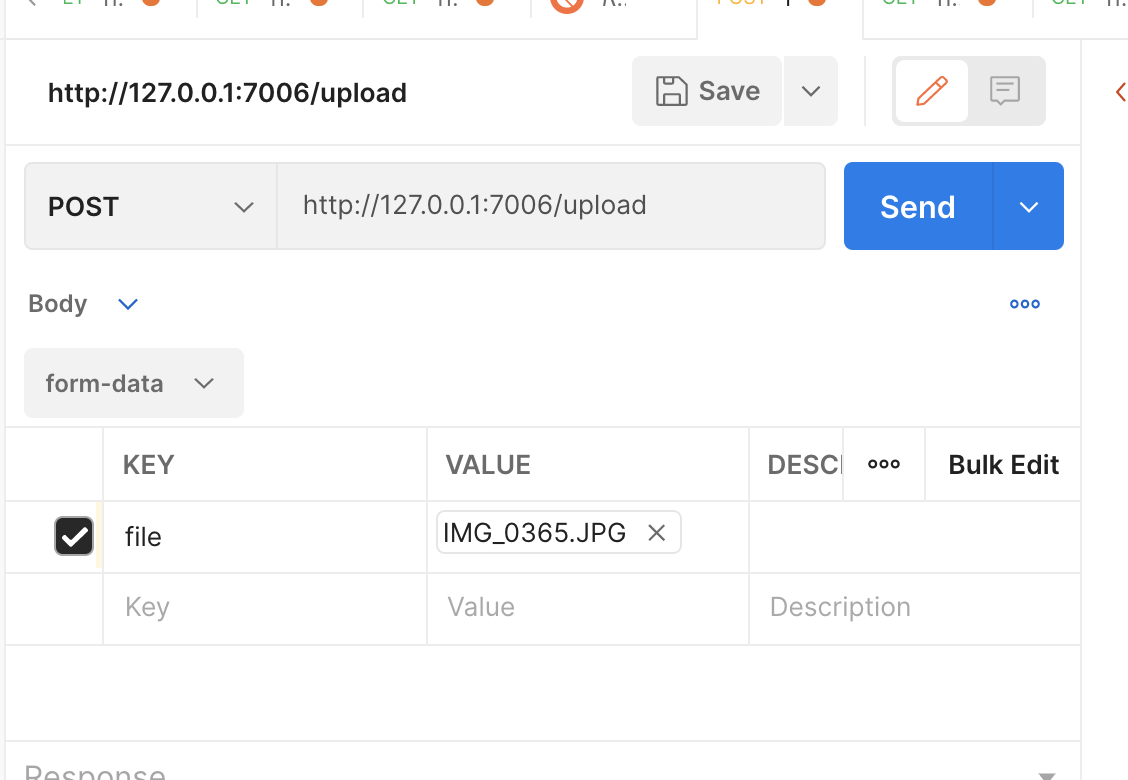 http://127.0.0.1:7006/upload
Save
POST
http://127.0.0.1:7006/upload
Send
Body
form-data
KEY
VALUE
DESC
Bulk Edit
file
IMG_0365.JPG
Key
Value
Description
Response